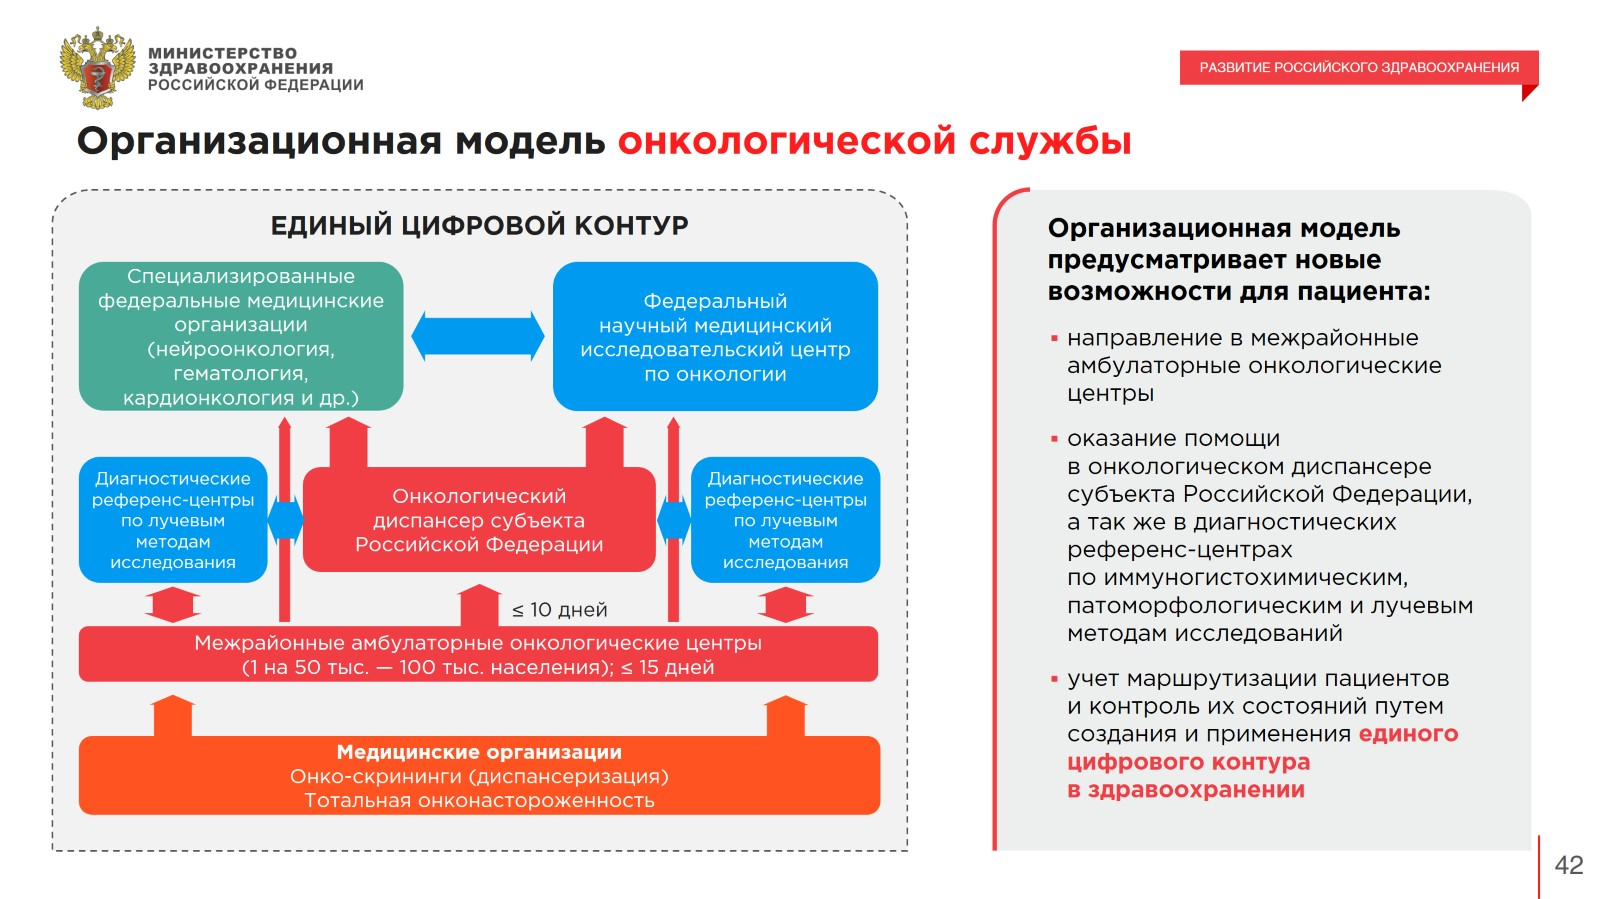 МИНИСТЕРСТВО
ЗДРАВООХРАНЕНИЯ
РОССИЙСКОЙ ФЕДЕРАЦИИ
РАЗВИТИЕ РОССИЙСКОГО ЗДРАВООХРАНЕНИЯ
Организационная модель онкологической службы
ЕДИНЫЙ ЦИФРОВОЙ КОНТУР
Специализированные
федеральные медицинские
организации
(нейроонкология,
гематология,
кардионкология и др.)
Федеральный
научный медицинский
исследовательский центр
по онкологии
Диагностические
референс-центры
по лучевым
методам
исследования
Онкологический
диспансер субъекта
Российской Федерации
Диагностические
референс-центры
по лучевым
методам
исследования
≤ 10 дней
Межрайонные амбулаторные онкологические центры
(1 на 50 тыс. — 100 тыс. населения); ≤ 15 дней
Медицинские организации
Онко-скрининги (диспансеризация)
Тотальная онконастороженность
Организационная модель
предусматривает новые
возможности для пациента:
▪ направление в межрайонные
амбулаторные онкологические
центры
▪ оказание помощи
в онкологическом диспансере
субъекта Российской Федерации,
а так же в диагностических
референс-центрах
по иммуногистохимическим,
патоморфологическим и лучевым
методам исследований
▪ учет маршрутизации пациентов
и контроль их состояний путем
создания и применения единого
цифрового контура
в здравоохранении
42